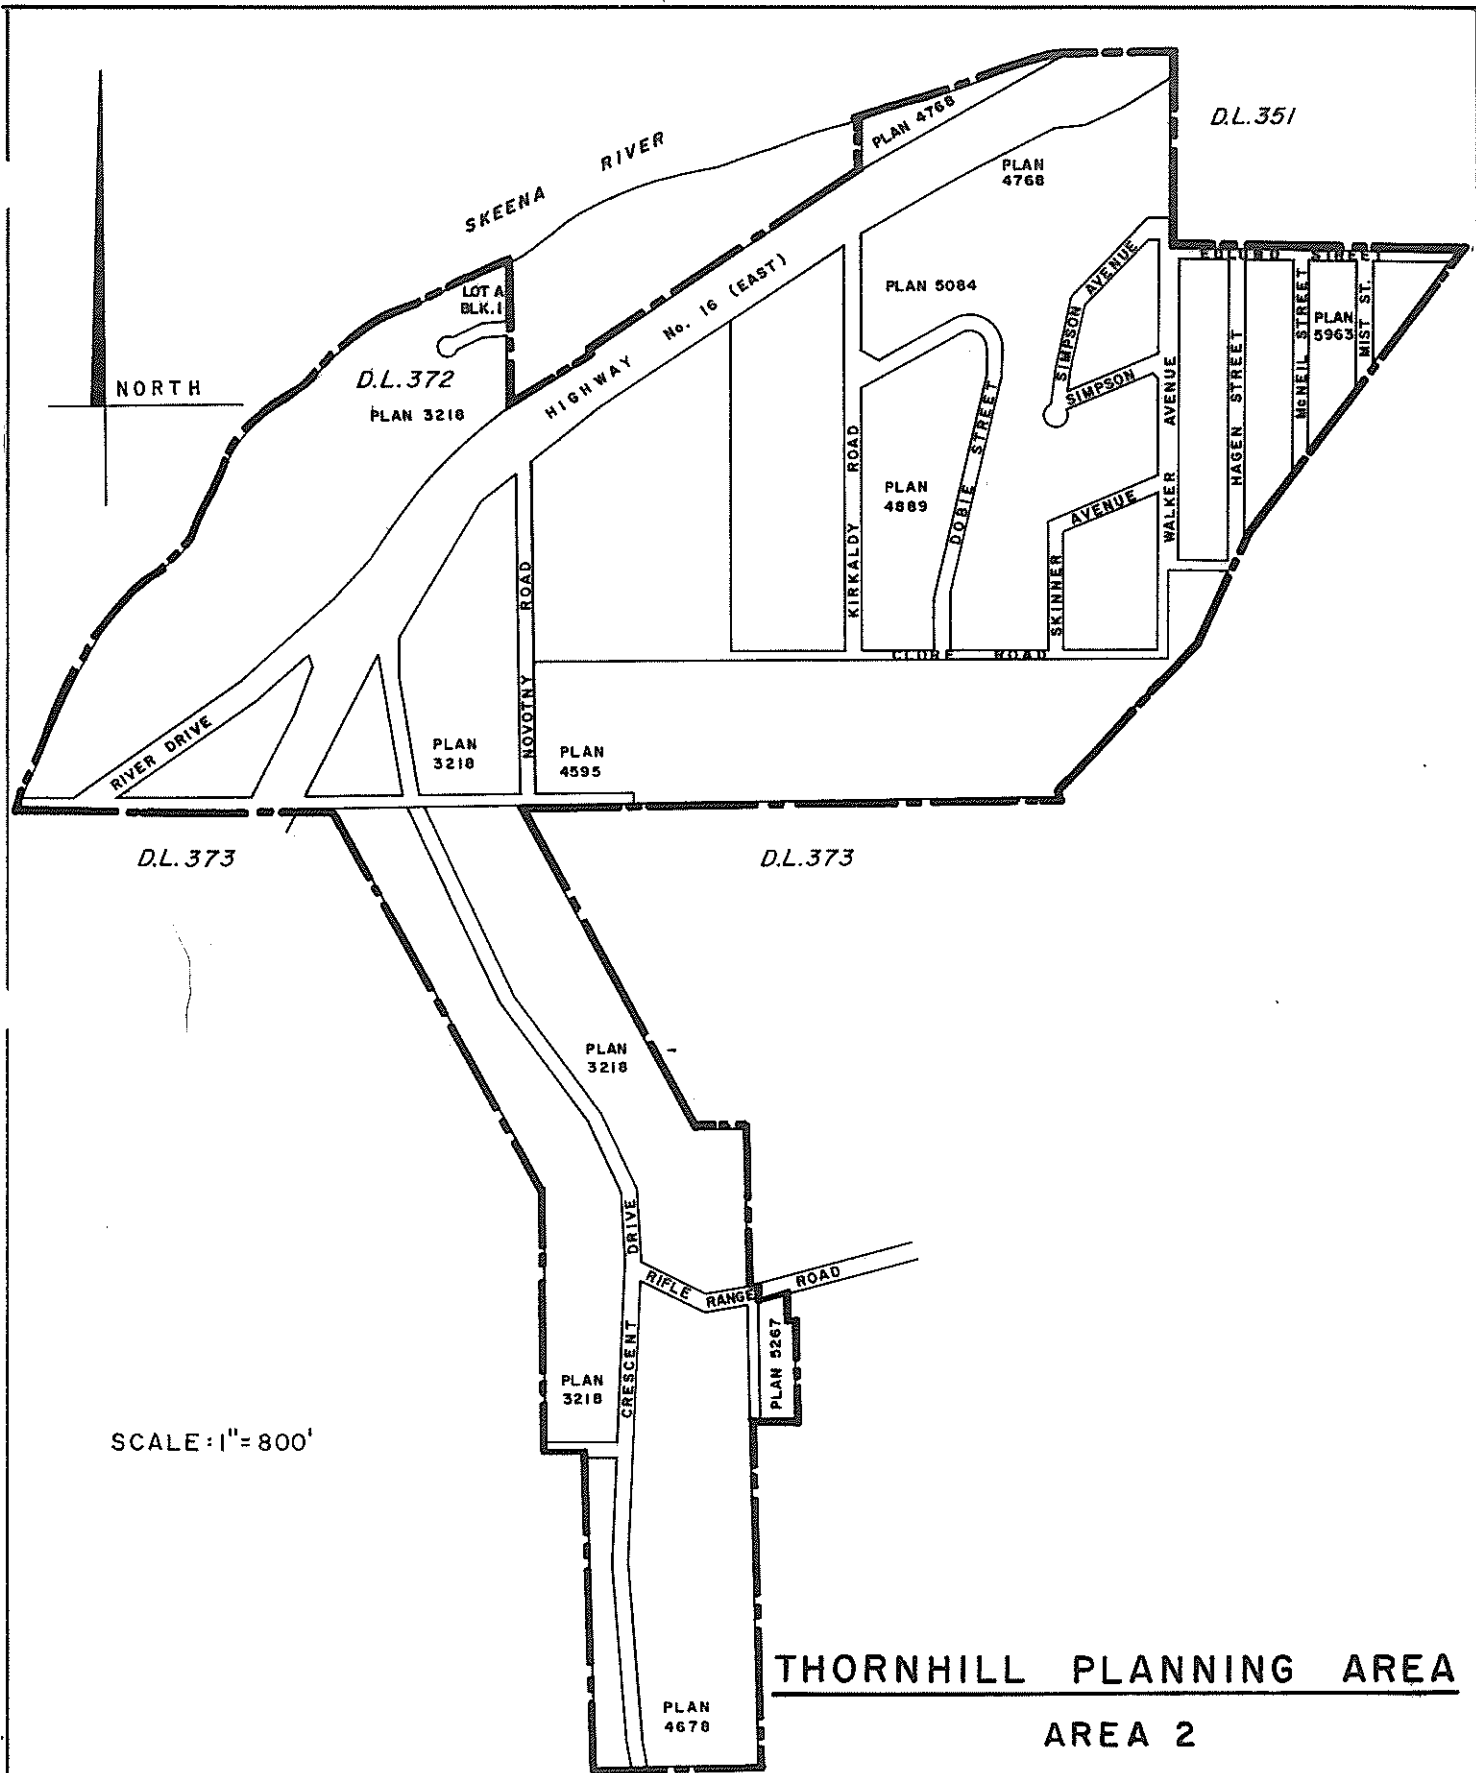 D.L.351
SKEENA RIVER
PLAN 4768
PLAN
4768
LOT A
BLK.1
NORTH
D.L.372
PLAN 3218
HIGHWAY No. 16 (EAST)
PLAN 5084
SIMPSON AVENUE
SIMPSON
STREET
HAGEN STREET
McNEIL STREET
MIST ST.
PLAN
5963
WALKER AVENUE
KIRKALDY ROAD
PLAN
4889
DOBIE STREET
SKINNER AVENUE
CLORE ROAD
NOVOTNY ROAD
RIVER DRIVE
PLAN
3218
PLAN
4595
D.L.373
D.L.373
PLAN
3218
CRESCENT DRIVE
RIFLE RANGE ROAD
PLAN 5267
PLAN
3218
SCALE: 1"=800'
PLAN
4678
THORNHILL PLANNING AREA
AREA 2